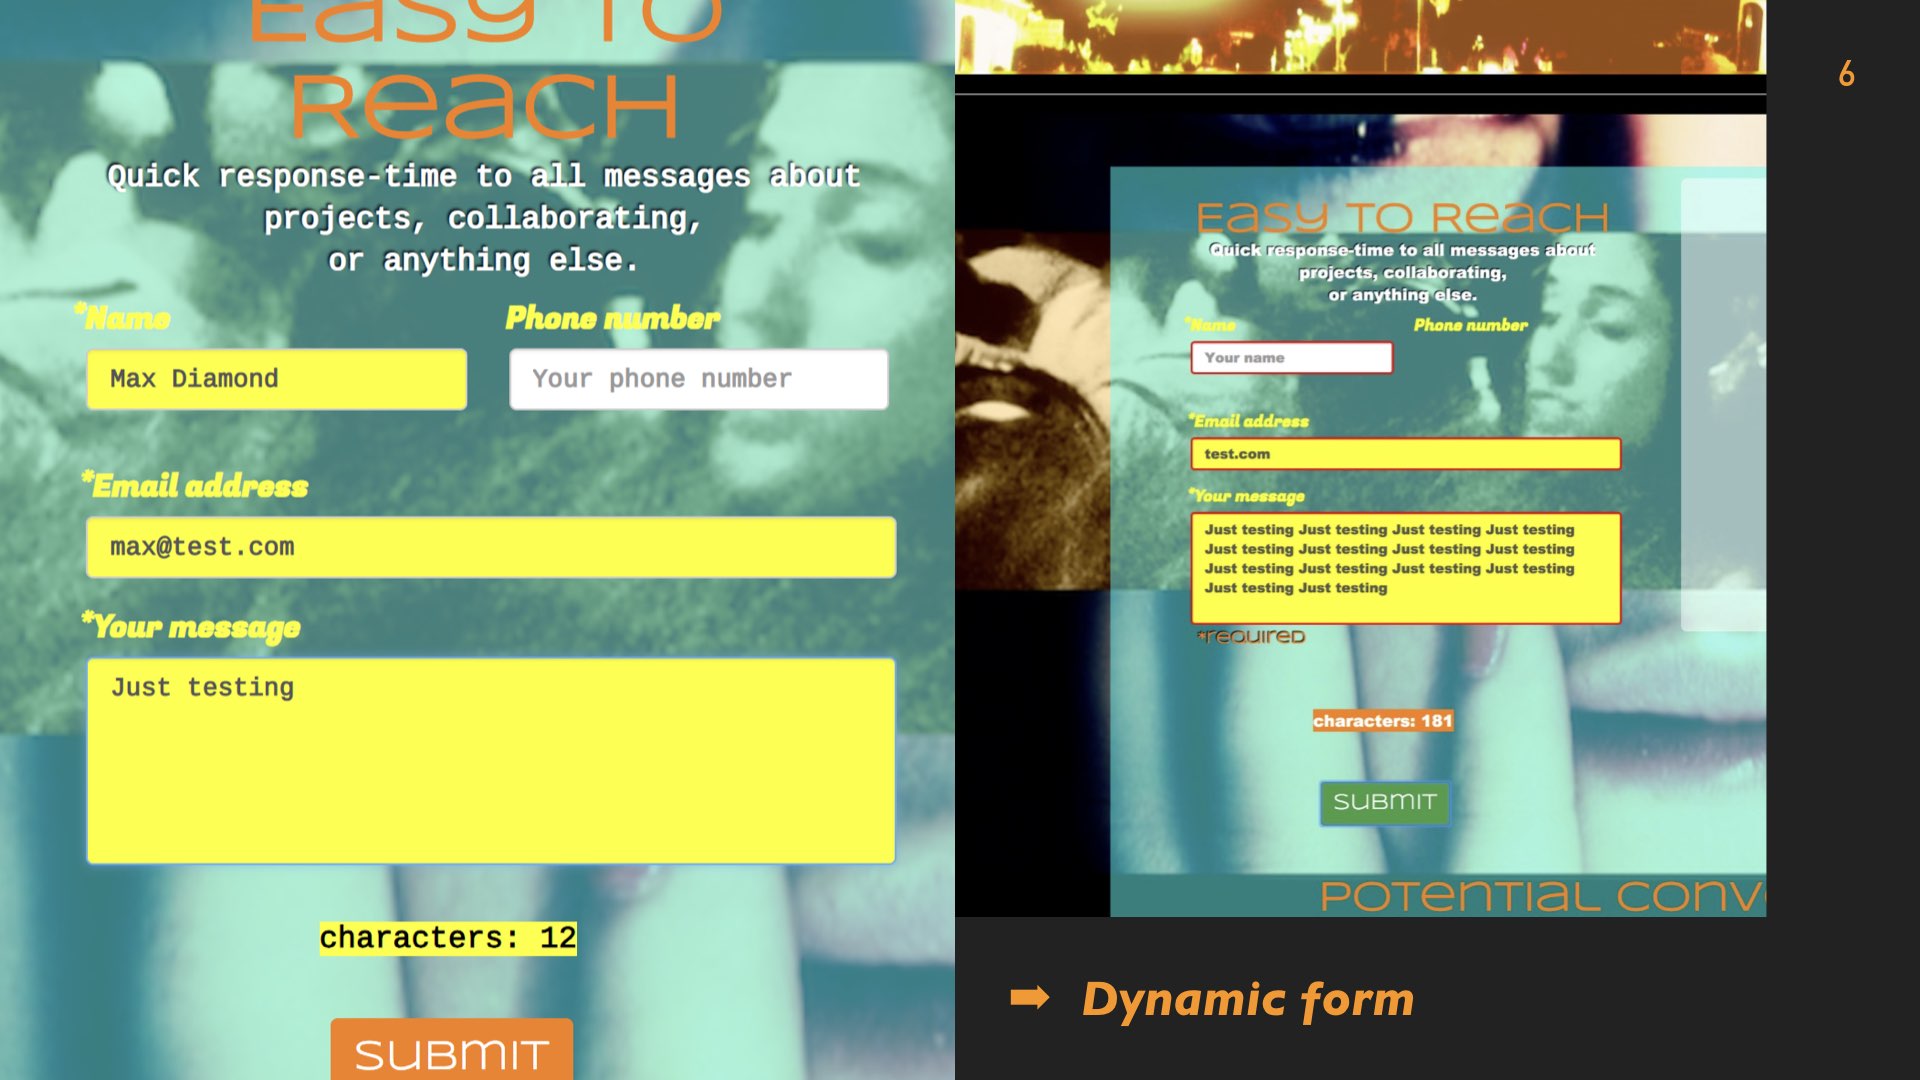 Easy to
Reach
Quick response-time to all messages about
projects, collaborating,
or anything else.
*Name
Phone number
Max Diamond
Your phone number
*Email address
max@test.com
*Your message
Just testing
characters: 12
Submit
Easy to Reach
Quick response-time to all messages about
projects, collaborating,
or anything else.
*Name
Phone number
Your name
*Email address
test.com
*Your message
Just testing Just testing Just testing Just testing
Just testing Just testing Just testing Just testing
Just testing Just testing Just testing Just testing
Just testing Just testing
*required
characters: 181
Submit
Potential Conv
6
➡ Dynamic form